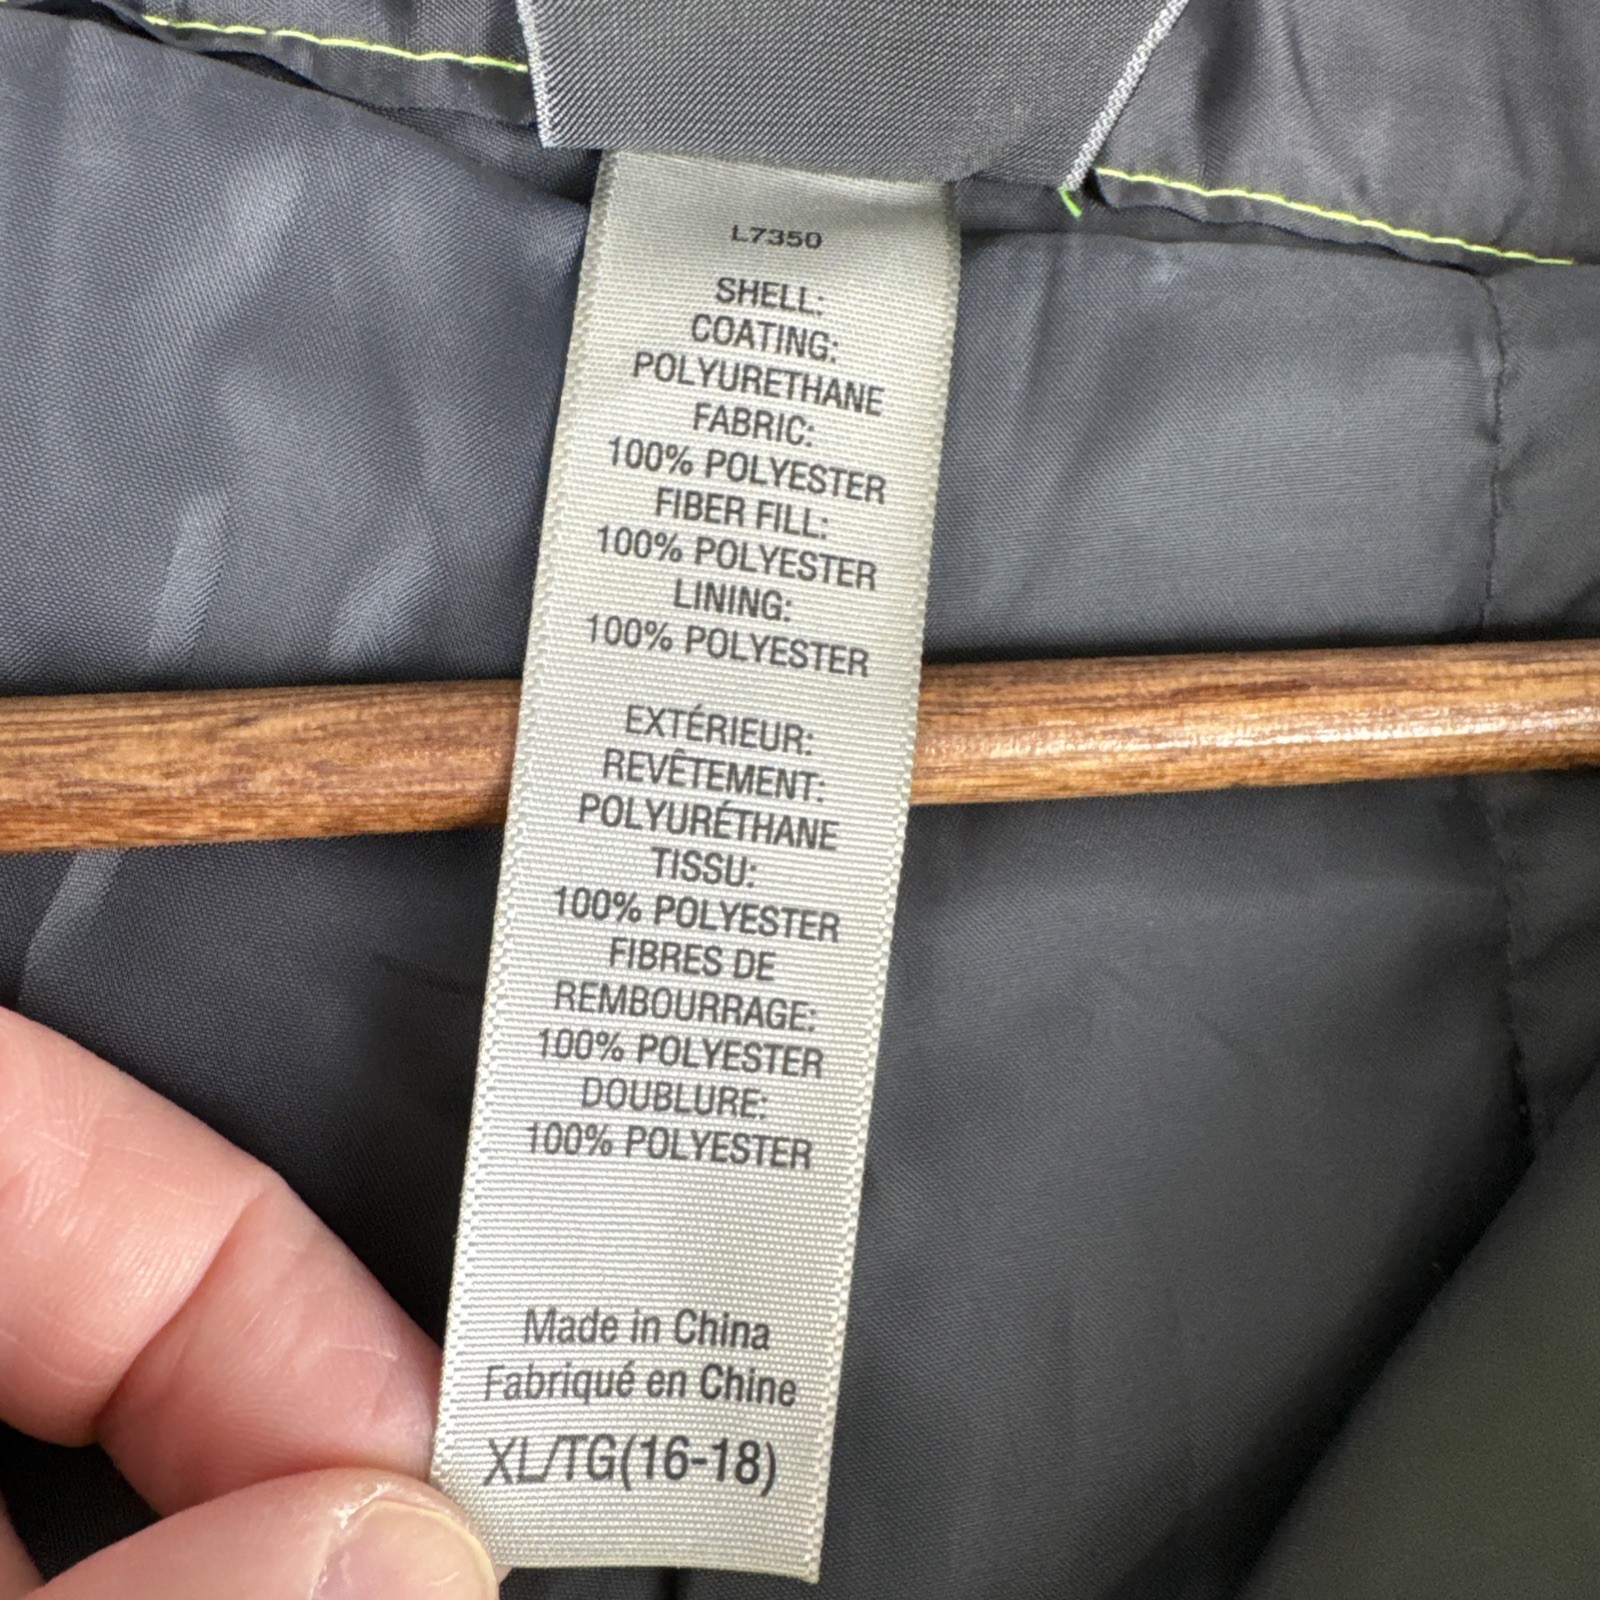 L7350
SHELL:
COATING:
POLYURETHANE
FABRIC:
100% POLYESTER
FIBER FILL:
100% POLYESTER
LINING:
100% POLYESTER
EXTÉRIEUR:
REVÊTEMENT:
POLYURÉTHANE
TISSU:
100% POLYESTER
FIBRES DE
REMBOURRAGE:
100% POLYESTER
DOUBLURE:
100% POLYESTER
Made in China
Fabriqué en Chine
XL/TG(16-18)